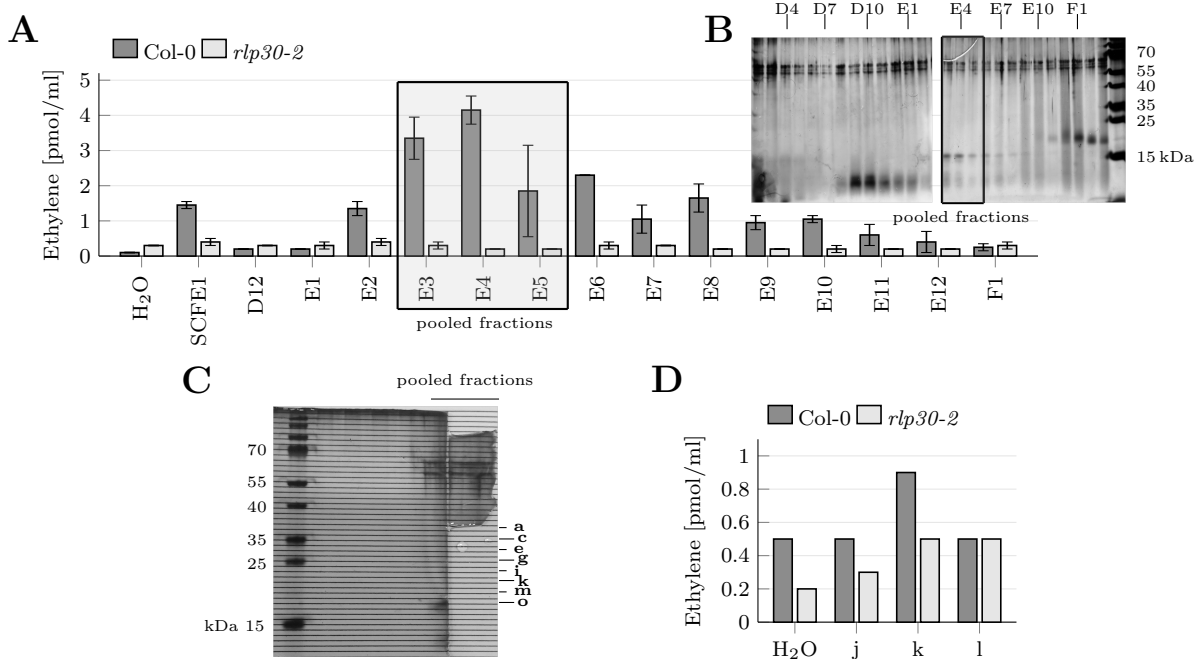 A
Col-0 rlp30-2
Ethylene [pmol/ml]
5
4
3
2
1
0
H2O SCFE1 D12 E1 E2 E3 E4 E5 E6 E7 E8 E9 E10 E11 E12 F1
pooled fractions
B
D4 D7 D10 E1 E4 E7 E10 F1
70
55
40
35
25
15 kDa
pooled fractions
C
pooled fractions
70
55
40
35
25
kDa 15
a
c
e
g
i
k
m
o
D
Col-0 rlp30-2
Ethylene [pmol/ml]
1
0.8
0.6
0.4
0.2
0
H2O j k l